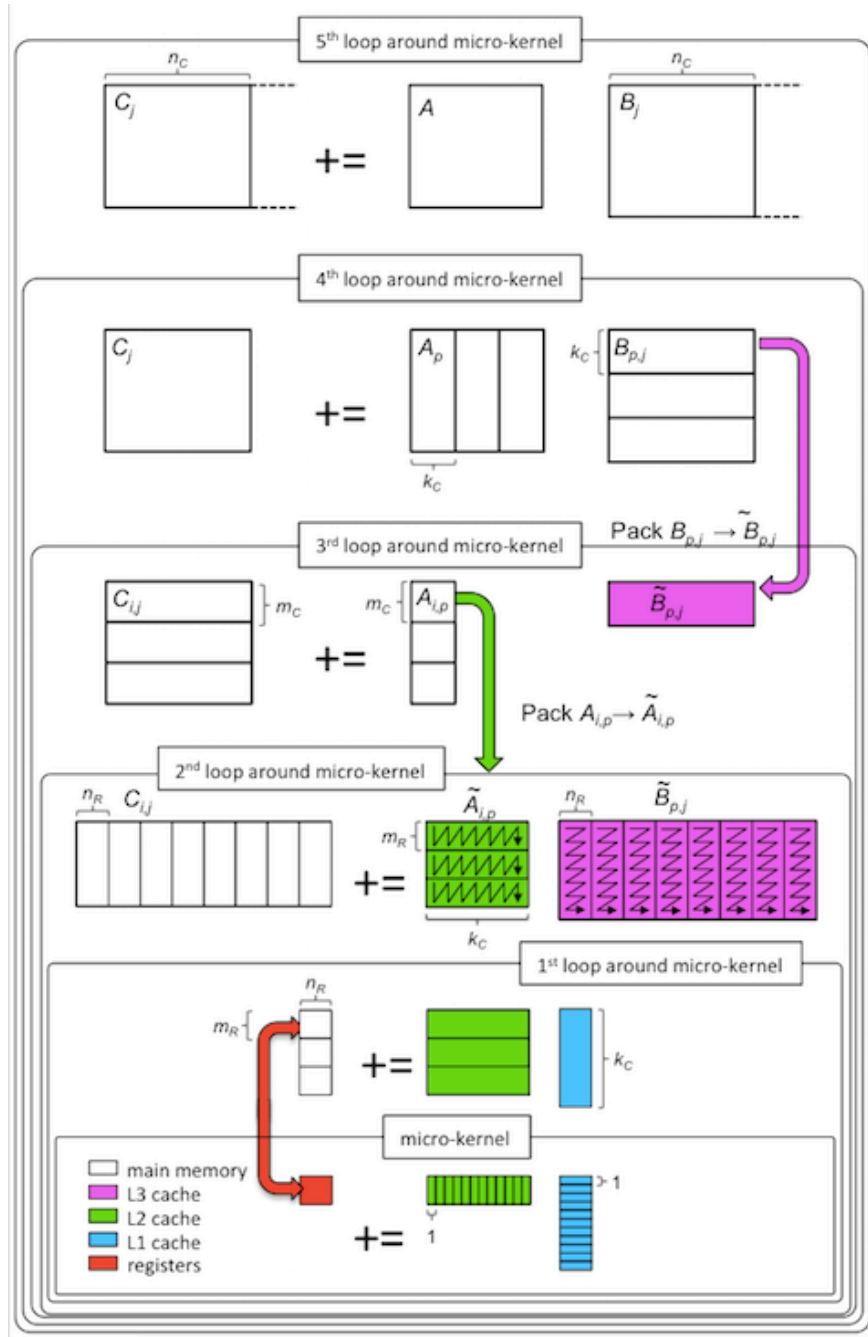 5th loop around micro-kernel
nC nC
Cj A Bj
+=
4th loop around micro-kernel
Cj Ap kC Bp,j
+=
kC
Pack Bp,j → B̃p,j
3rd loop around micro-kernel
Ci,j mC mC Ai,p B̃p,j
+=
Pack Ai,p → Ãi,p
2nd loop around micro-kernel
nR Ci,j Ãi,p nR B̃p,j
mR
+=
kC
1st loop around micro-kernel
nR
mR
+= kC
micro-kernel
main memory
L3 cache
L2 cache
L1 cache
registers
+=
1
1